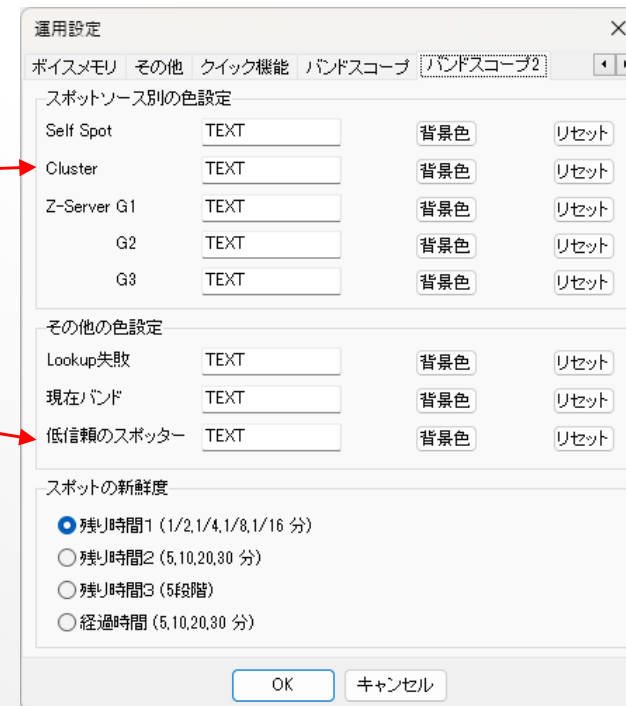 運用設定
ボイスメモリ その他 クイック機能 バンドスコープ バンドスコープ2
スポットソース別の色設定
Self Spot TEXT 背景色 リセット
Cluster TEXT 背景色 リセット
Z-Server G1 TEXT 背景色 リセット
G2 TEXT 背景色 リセット
G3 TEXT 背景色 リセット
その他の色設定
Lookup失敗 TEXT 背景色 リセット
現在バンド TEXT 背景色 リセット
低信頼のスポッター TEXT 背景色 リセット
スポットの新鮮度
残り時間1 (1/2,1/4,1/8,1/16 分)
残り時間2 (5,10,20,30 分)
残り時間3 (5段階)
経過時間 (5,10,20,30 分)
OK キャンセル